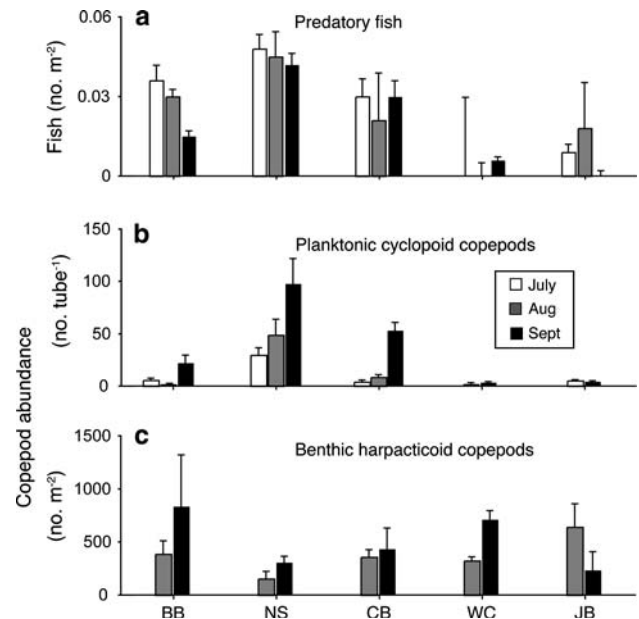 a
Predatory fish
0.06
0.03
0
Fish (no. m⁻²)
b
Planktonic cyclopoid copepods
150
100
50
0
July
Aug
Sept
Copepod abundance
(no. tube⁻¹)
c
Benthic harpacticoid copepods
1500
1000
500
0
(no. m⁻²)
BB NS CB WC JB